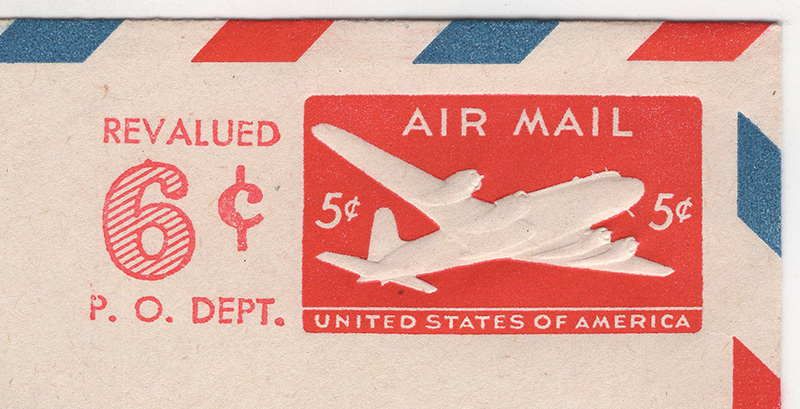 REVALUED
6¢
P. O. DEPT.
AIR MAIL
5¢ 5¢
UNITED STATES OF AMERICA